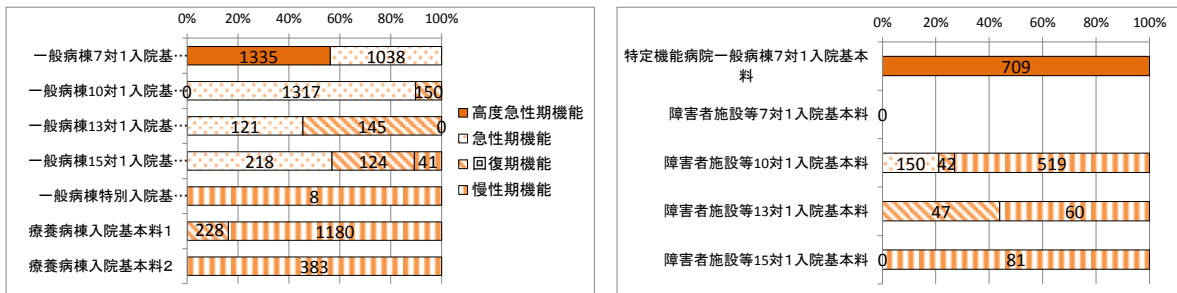 0% 20% 40% 60% 80% 100%
一般病棟7対1入院基… 1335 1038
一般病棟10対1入院基… 0 1317 150
一般病棟13対1入院基… 121 145 0
一般病棟15対1入院基… 218 124 41
一般病棟特別入院基… 8
療養病棟入院基本料1 228 1180
療養病棟入院基本料2 383
高度急性期機能
急性期機能
回復期機能
慢性期機能
0% 20% 40% 60% 80% 100%
特定機能病院一般病棟7対1入院基本
料 709
障害者施設等7対1入院基本料 0
障害者施設等10対1入院基本料 150 42 519
障害者施設等13対1入院基本料 47 60
障害者施設等15対1入院基本料 0 81